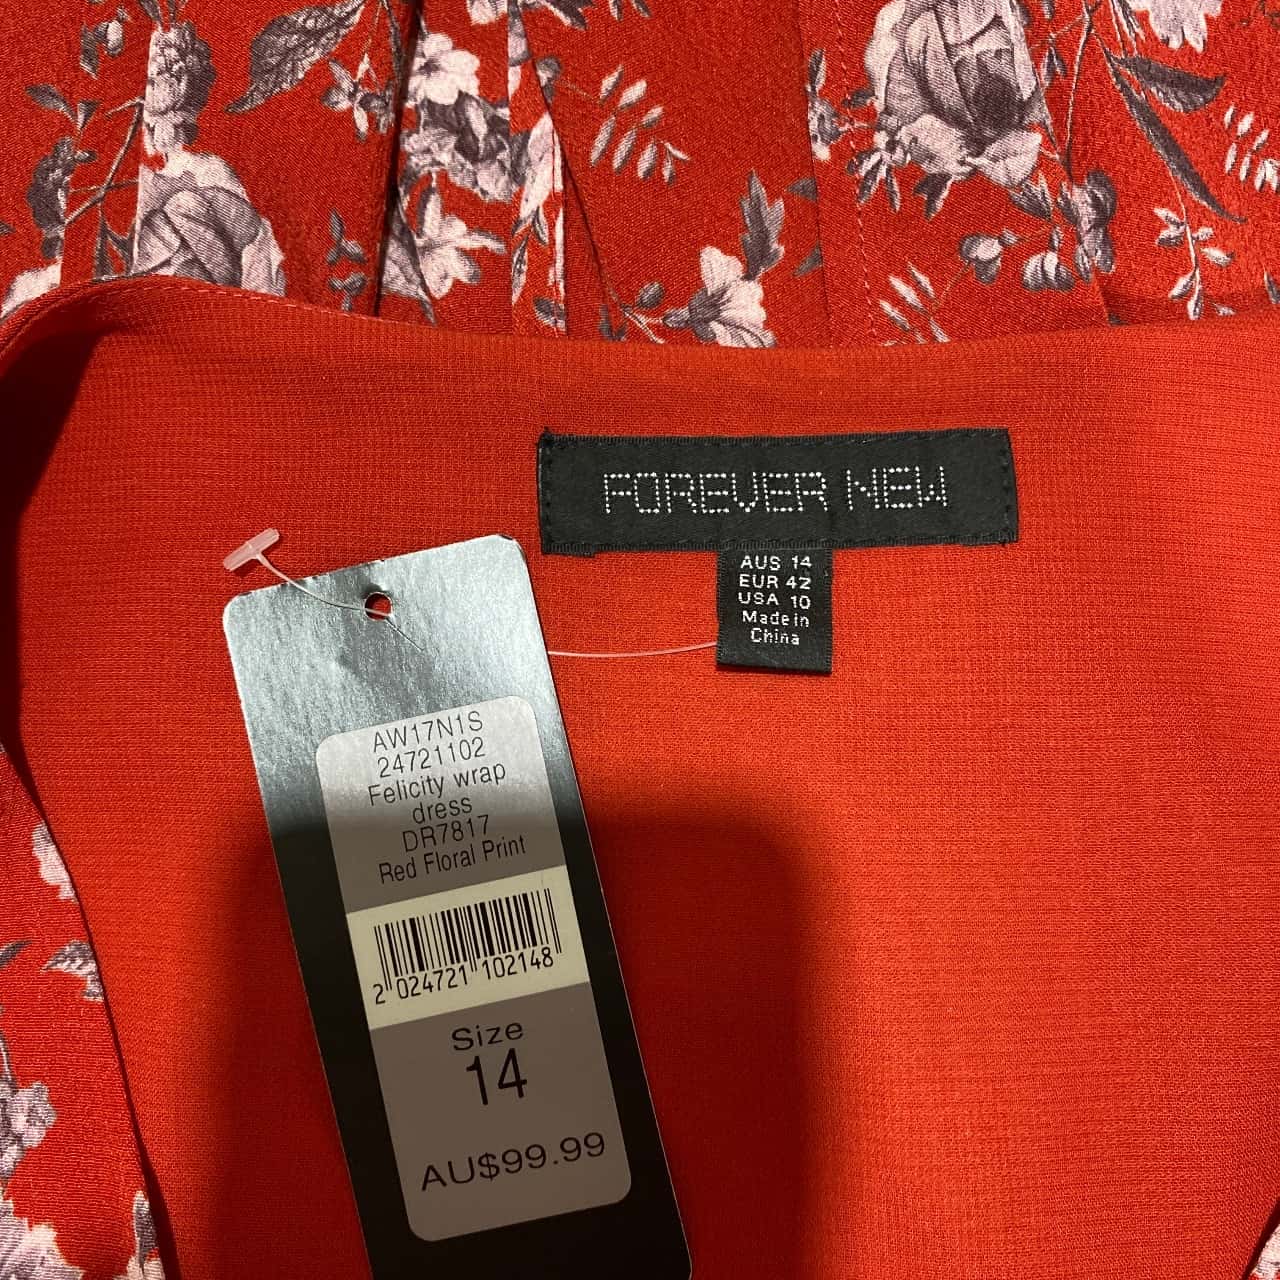 FOREVER NEW
AUS 14
EUR 42
USA 10
Made in
China
AW17N1S
24721102
Felicity wrap
dress
DR7817
Red Floral Print
2 024721 102148
Size
14
AU$99.99